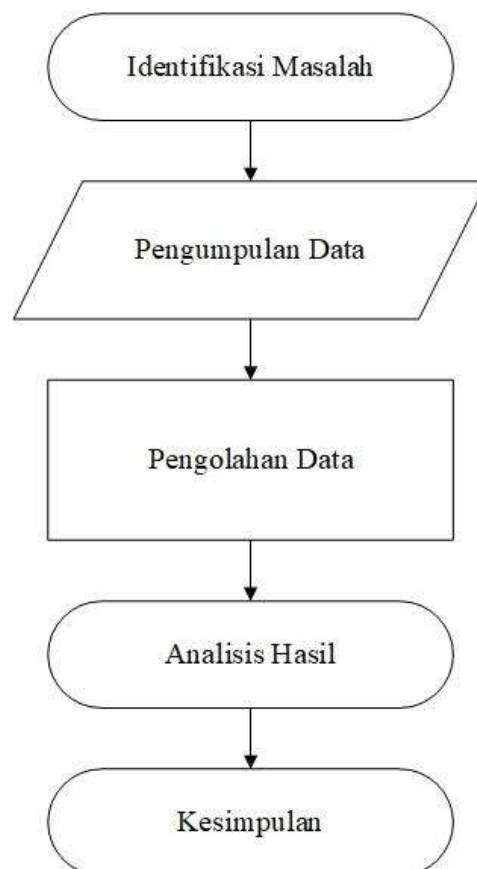 Identifikasi Masalah
Pengumpulan Data
Pengolahan Data
Analisis Hasil
Kesimpulan